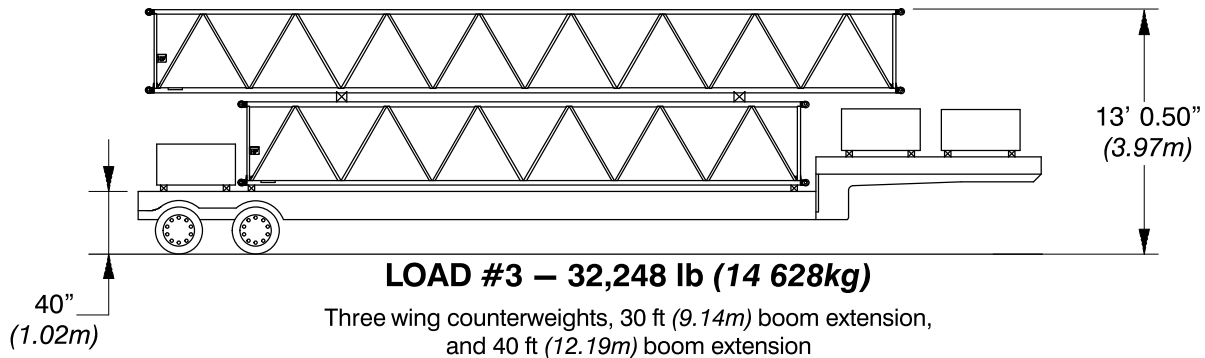 13’ 0.50”
(3.97m)
LOAD #3 – 32,248 lb (14 628kg)
40”
(1.02m)
Three wing counterweights, 30 ft (9.14m) boom extension,
and 40 ft (12.19m) boom extension